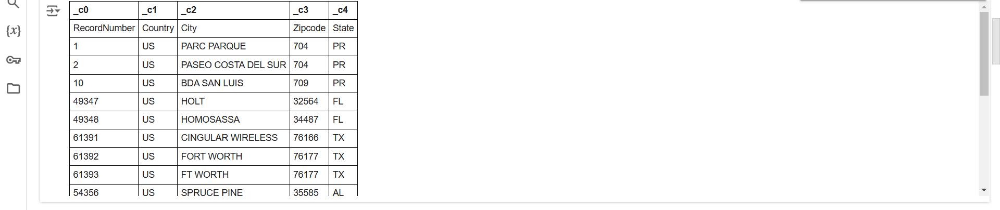 {x}
_c0 _c1 _c2 _c3 _c4
RecordNumber Country City Zipcode State
1 US PARC PARQUE 704 PR
2 US PASEO COSTA DEL SUR 704 PR
10 US BDA SAN LUIS 709 PR
49347 US HOLT 32564 FL
49348 US HOMOSASSA 34487 FL
61391 US CINGULAR WIRELESS 76166 TX
61392 US FORT WORTH 76177 TX
61393 US FT WORTH 76177 TX
54356 US SPRUCE PINE 35585 AL